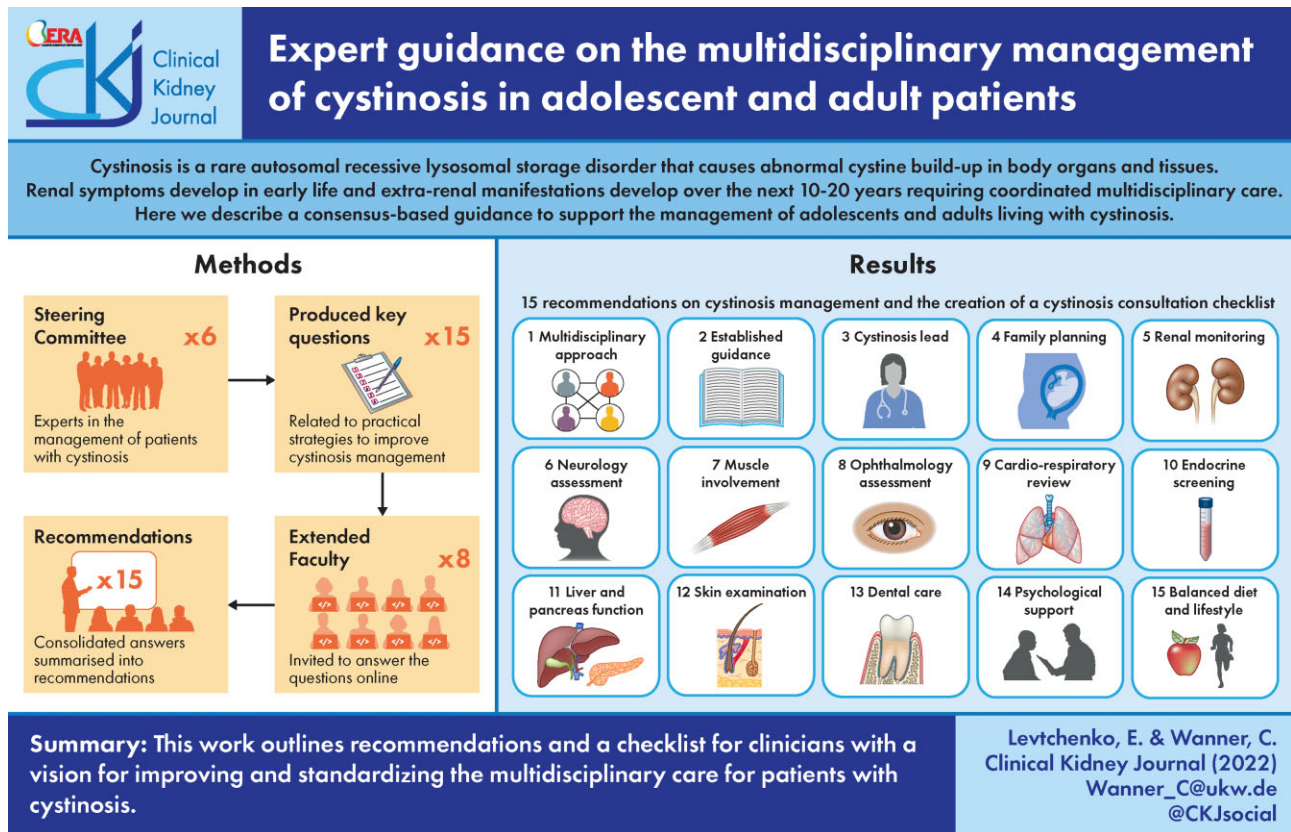 ERA
CKJ
Clinical
Kidney
Journal
Expert guidance on the multidisciplinary management
of cystinosis in adolescent and adult patients
Cystinosis is a rare autosomal recessive lysosomal storage disorder that causes abnormal cystine build-up in body organs and tissues.
Renal symptoms develop in early life and extra-renal manifestations develop over the next 10-20 years requiring coordinated multidisciplinary care.
Here we describe a consensus-based guidance to support the management of adolescents and adults living with cystinosis.
Methods
Steering
Committee
x6
Experts in the
management of patients
with cystinosis
Produced key
questions
x15
Related to practical
strategies to improve
cystinosis management
Extended
Faculty
x8
</> </> </> </>
</> </> </> </>
Invited to answer the
questions online
Recommendations
x15
Consolidated answers
summarised into
recommendations
Results
15 recommendations on cystinosis management and the creation of a cystinosis consultation checklist
1 Multidisciplinary
approach
2 Established
guidance
3 Cystinosis lead
4 Family planning
5 Renal monitoring
6 Neurology
assessment
7 Muscle
involvement
8 Ophthalmology
assessment
9 Cardio-respiratory
review
10 Endocrine
screening
11 Liver and
pancreas function
12 Skin examination
13 Dental care
14 Psychological
support
15 Balanced diet
and lifestyle
Summary: This work outlines recommendations and a checklist for clinicians with a
vision for improving and standardizing the multidisciplinary care for patients with
cystinosis.
Levtchenko, E. & Wanner, C.
Clinical Kidney Journal (2022)
Wanner_C@ukw.de
@CKJsocial